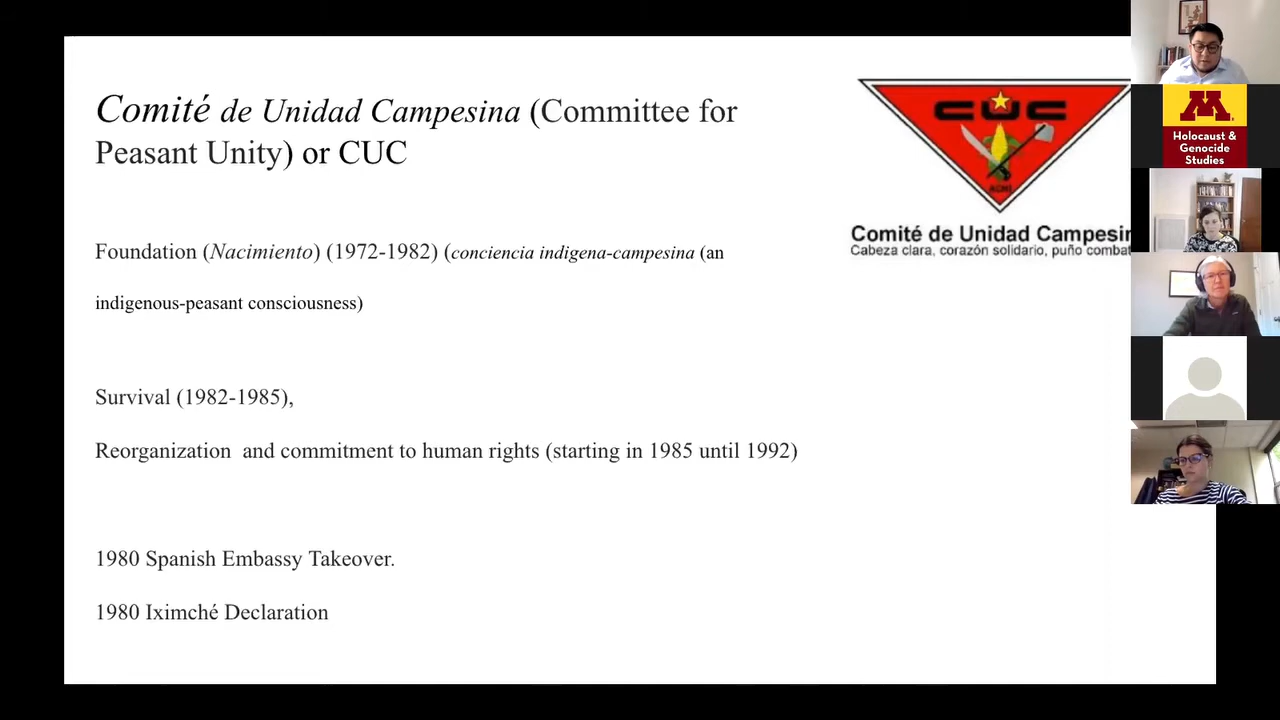 Comité de Unidad Campesina (Committee for
Peasant Unity) or CUC
Foundation (Nacimiento) (1972-1982) (conciencia indigena-campesina (an
indigenous-peasant consciousness)
Survival (1982-1985),
Reorganization and commitment to human rights (starting in 1985 until 1992)
1980 Spanish Embassy Takeover.
1980 Iximché Declaration
CUC
Comité de Unidad Campesin
Cabeza clara, corazón solidario, puño combat
M
Holocaust &
Genocide
Studies